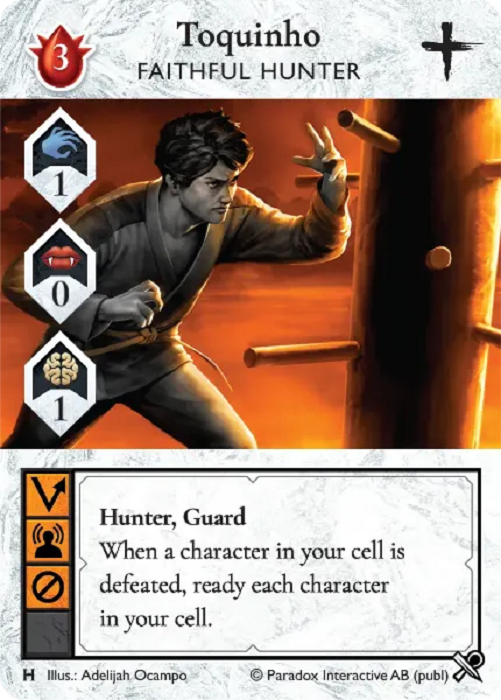 Toquinho
FAITHFUL HUNTER
3
1
0
1
Hunter, Guard
When a character in your cell is
defeated, ready each character
in your cell.
H Illus.: Adelijah Ocampo © Paradox Interactive AB (publ)